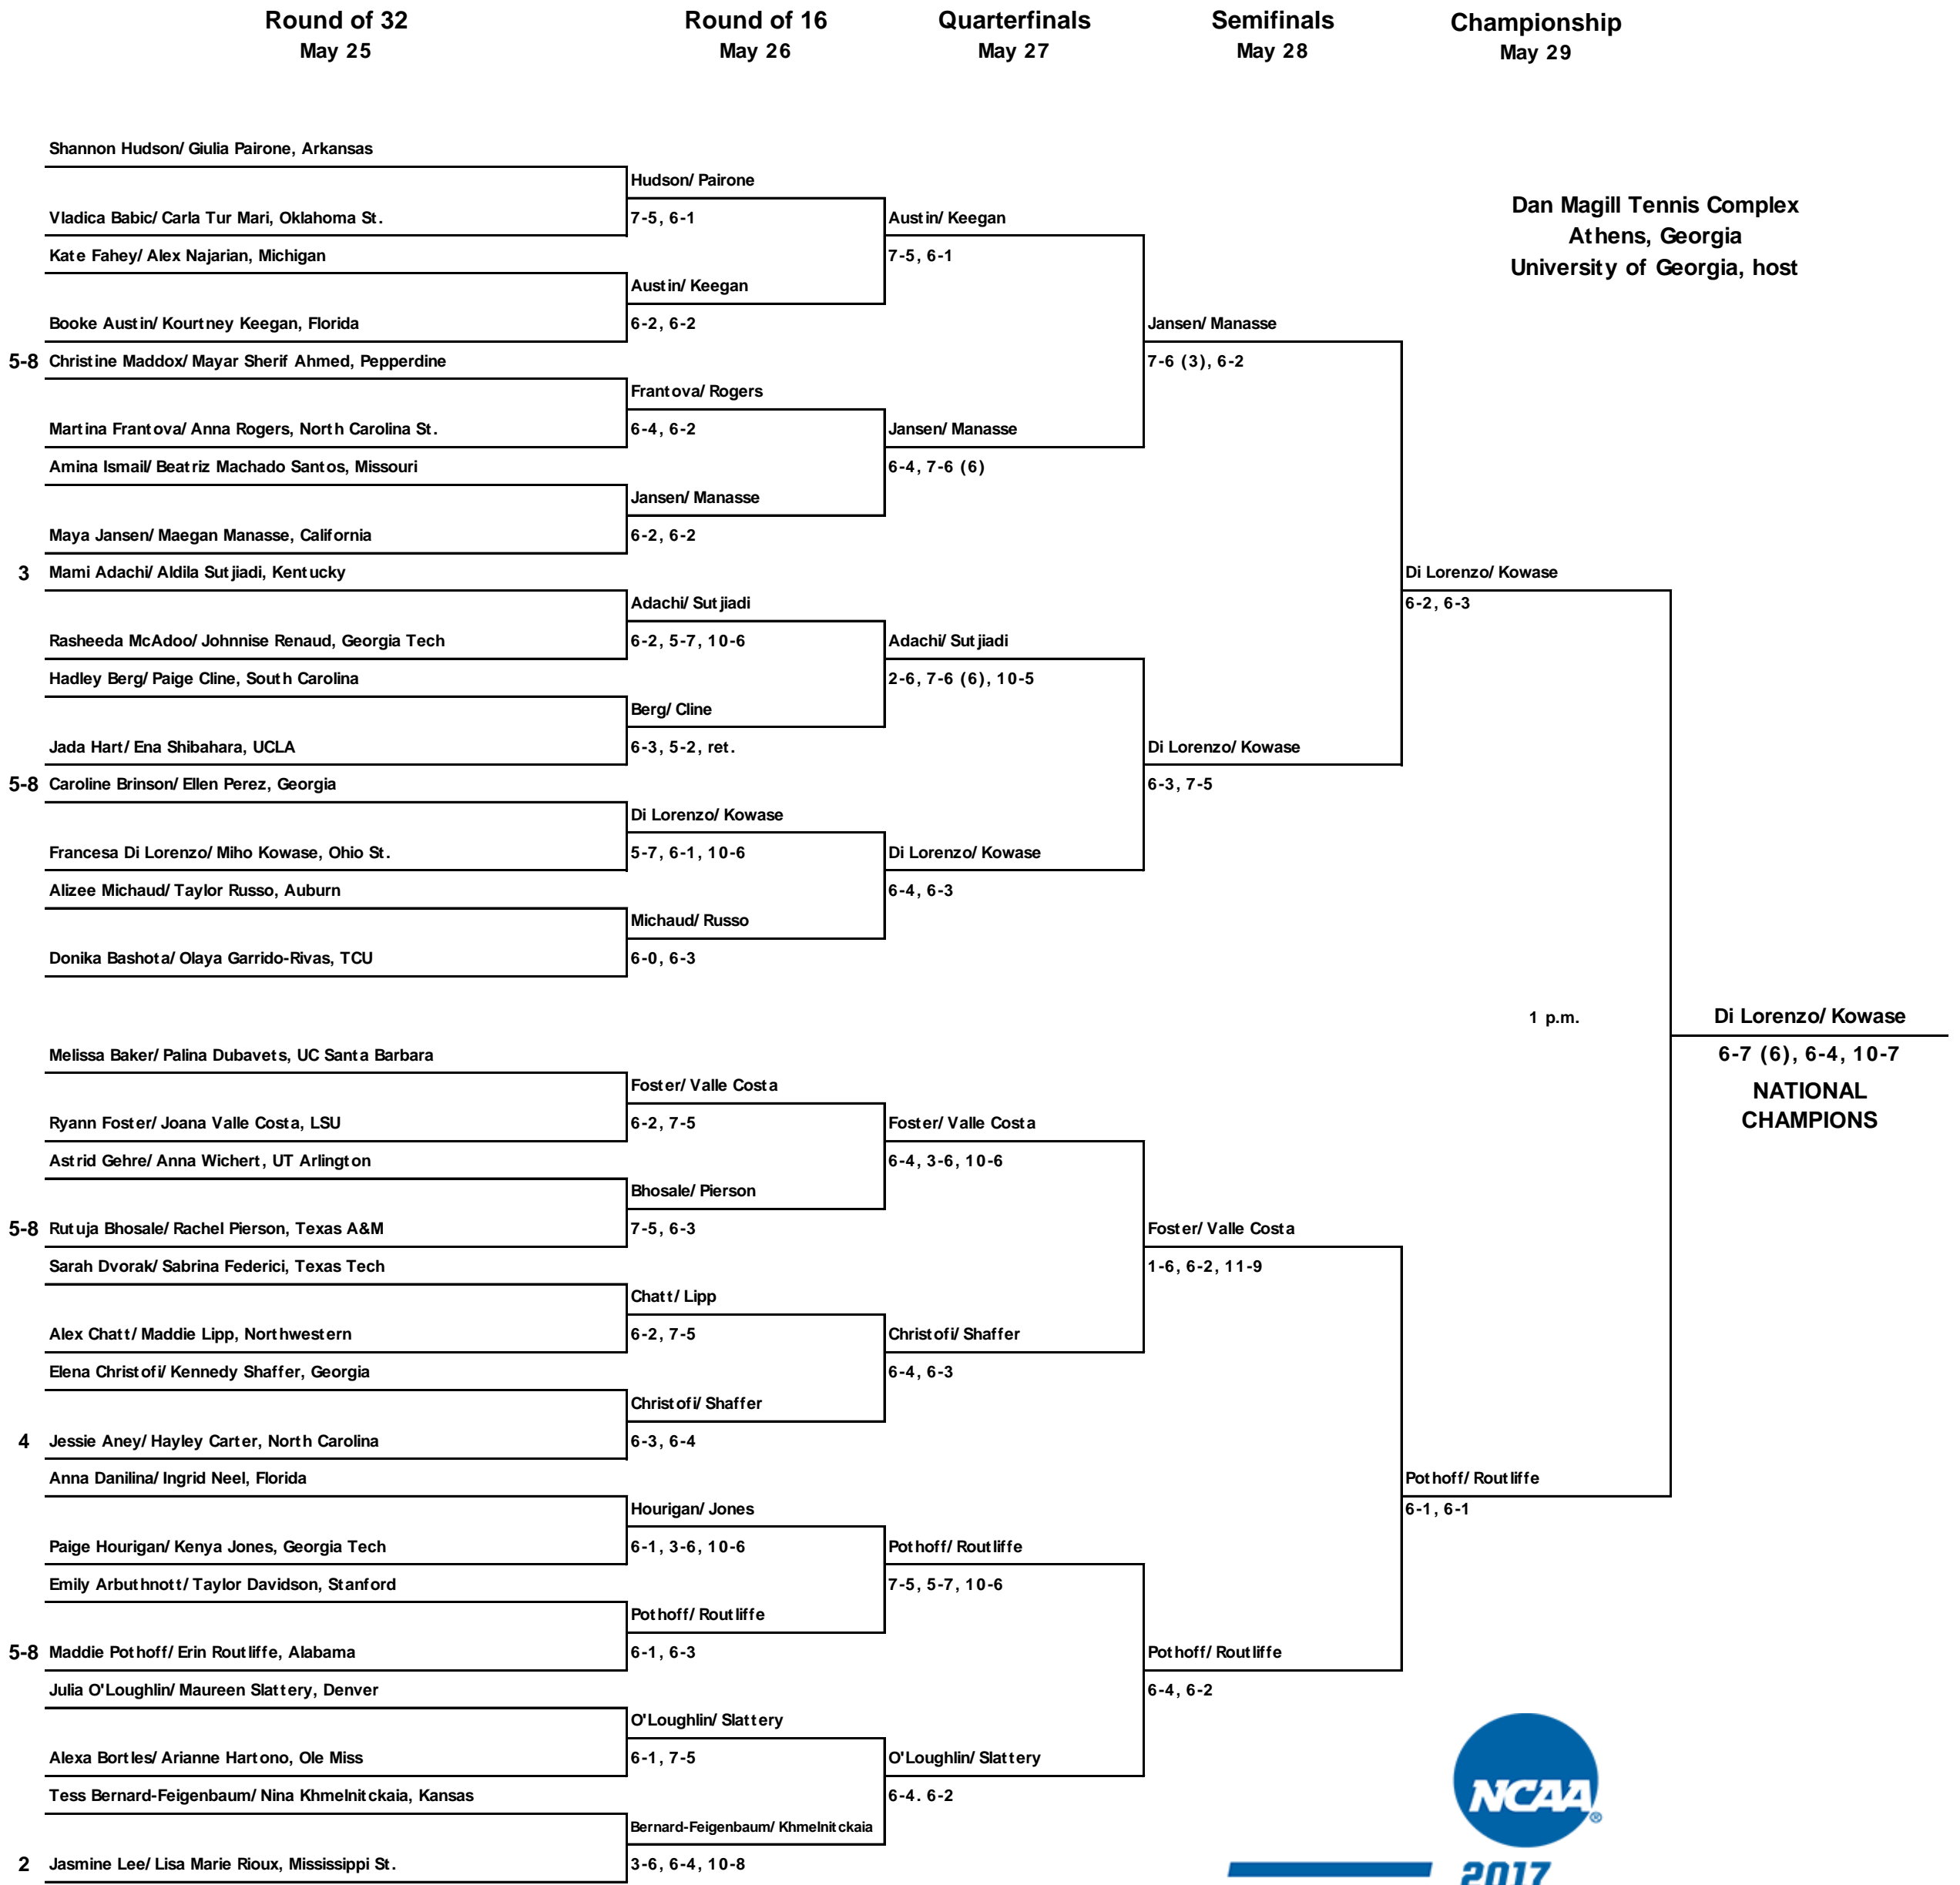 Round of 32 Round of 16 Quarterfinals Semifinals Championship
May 25 May 26 May 27 May 28 May 29
Shannon Hudson/ Giulia Pairone, Arkansas
Hudson/ Pairone
Vladica Babic/ Carla Tur Mari, Oklahoma St. 7-5, 6-1 Austin/ Keegan
Kate Fahey/ Alex Najarian, Michigan 7-5, 6-1
Dan Magill Tennis Complex
Athens, Georgia
University of Georgia, host
Austin/ Keegan
Booke Austin/ Kourtney Keegan, Florida 6-2, 6-2 Jansen/ Manasse
5-8 Christine Maddox/ Mayar Sherif Ahmed, Pepperdine 7-6 (3), 6-2
Frantova/ Rogers
Martina Frantova/ Anna Rogers, North Carolina St. 6-4, 6-2 Jansen/ Manasse
Amina Ismail/ Beatriz Machado Santos, Missouri 6-4, 7-6 (6)
Jansen/ Manasse
Maya Jansen/ Maegan Manasse, California 6-2, 6-2
3 Mami Adachi/ Aldila Sutjiadi, Kentucky Di Lorenzo/ Kowase
Adachi/ Sutjiadi 6-2, 6-3
Rasheeda McAdoo/ Johnnise Renaud, Georgia Tech 6-2, 5-7, 10-6 Adachi/ Sutjiadi
Hadley Berg/ Paige Cline, South Carolina 2-6, 7-6 (6), 10-5
Berg/ Cline
Jada Hart/ Ena Shibahara, UCLA 6-3, 5-2, ret. Di Lorenzo/ Kowase
5-8 Caroline Brinson/ Ellen Perez, Georgia 6-3, 7-5
Di Lorenzo/ Kowase
Francesa Di Lorenzo/ Miho Kowase, Ohio St. 5-7, 6-1, 10-6 Di Lorenzo/ Kowase
Alizee Michaud/ Taylor Russo, Auburn 6-4, 6-3
Michaud/ Russo
Donika Bashota/ Olaya Garrido-Rivas, TCU 6-0, 6-3
1 p.m. Di Lorenzo/ Kowase
Melissa Baker/ Palina Dubavets, UC Santa Barbara 6-7 (6), 6-4, 10-7
Foster/ Valle Costa NATIONAL
Ryann Foster/ Joana Valle Costa, LSU 6-2, 7-5 Foster/ Valle Costa CHAMPIONS
Astrid Gehre/ Anna Wichert, UT Arlington 6-4, 3-6, 10-6
Bhosale/ Pierson
5-8 Rutuja Bhosale/ Rachel Pierson, Texas A&M 7-5, 6-3 Foster/ Valle Costa
Sarah Dvorak/ Sabrina Federici, Texas Tech 1-6, 6-2, 11-9
Chatt/ Lipp
Alex Chatt/ Maddie Lipp, Northwestern 6-2, 7-5 Christofi/ Shaffer
Elena Christofi/ Kennedy Shaffer, Georgia 6-4, 6-3
Christofi/ Shaffer
4 Jessie Aney/ Hayley Carter, North Carolina 6-3, 6-4
Anna Danilina/ Ingrid Neel, Florida Pothoff/ Routliffe
Hourigan/ Jones 6-1, 6-1
Paige Hourigan/ Kenya Jones, Georgia Tech 6-1, 3-6, 10-6 Pothoff/ Routliffe
Emily Arbuthnott/ Taylor Davidson, Stanford 7-5, 5-7, 10-6
Pothoff/ Routliffe
5-8 Maddie Pothoff/ Erin Routliffe, Alabama 6-1, 6-3 Pothoff/ Routliffe
Julia O'Loughlin/ Maureen Slattery, Denver 6-4, 6-2
O'Loughlin/ Slattery
Alexa Bortles/ Arianne Hartono, Ole Miss 6-1, 7-5 O'Loughlin/ Slattery
Tess Bernard-Feigenbaum/ Nina Khmelnitckaia, Kansas 6-4. 6-2 NCAA®
Bernard-Feigenbaum/ Khmelnitckaia
2 Jasmine Lee/ Lisa Marie Rioux, Mississippi St. 3-6, 6-4, 10-8
2017